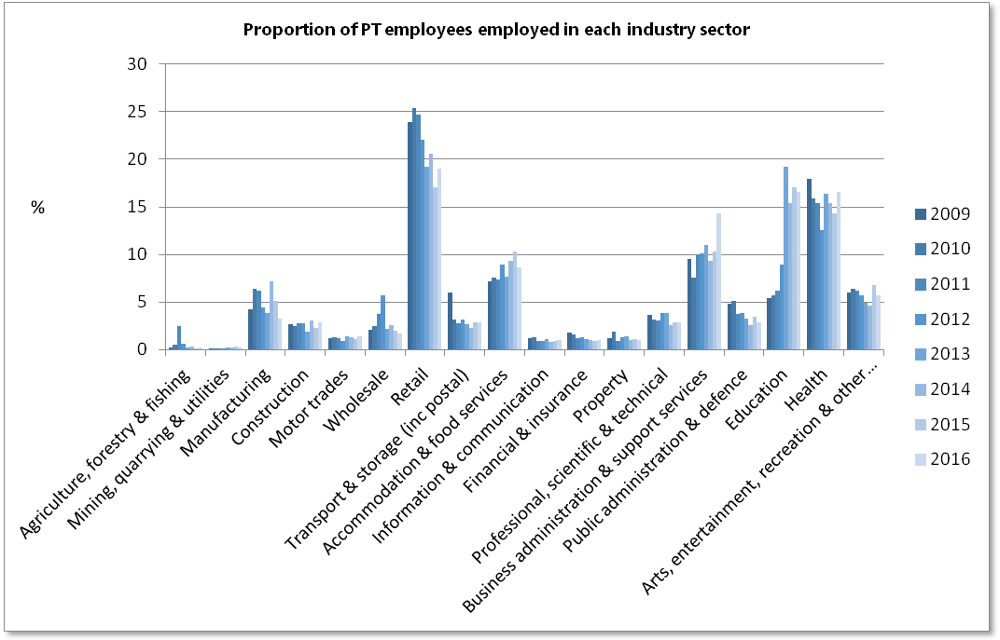 Proportion of PT employees employed in each industry sector
30
25
20
15
10
5
0
%
Agriculture, forestry & fishing
Mining, quarrying & utilities
Manufacturing
Construction
Motor trades
Wholesale
Retail
Transport & storage (inc postal)
Accommodation & food services
Information & communication
Financial & insurance
Property
Professional, scientific & technical
Business administration & support services
Public administration & defence
Education
Health
Arts, entertainment, recreation & other...
2009
2010
2011
2012
2013
2014
2015
2016